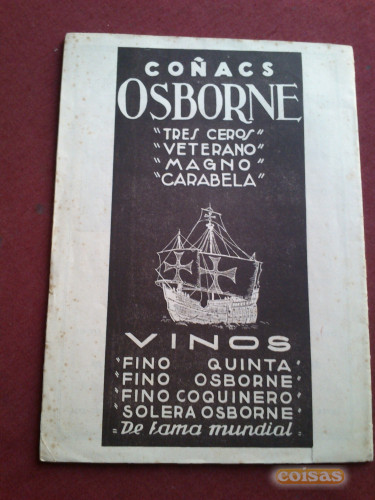 COÑACS
OSBORNE
"TRES CEROS"
"VETERANO"
"MAGNO"
"CARABELA"
VINOS
"FINO QUINTA"
"FINO OSBORNE"
"FINO COQUINERO"
"SOLERA OSBORNE"
= De fama mundial =
coisas